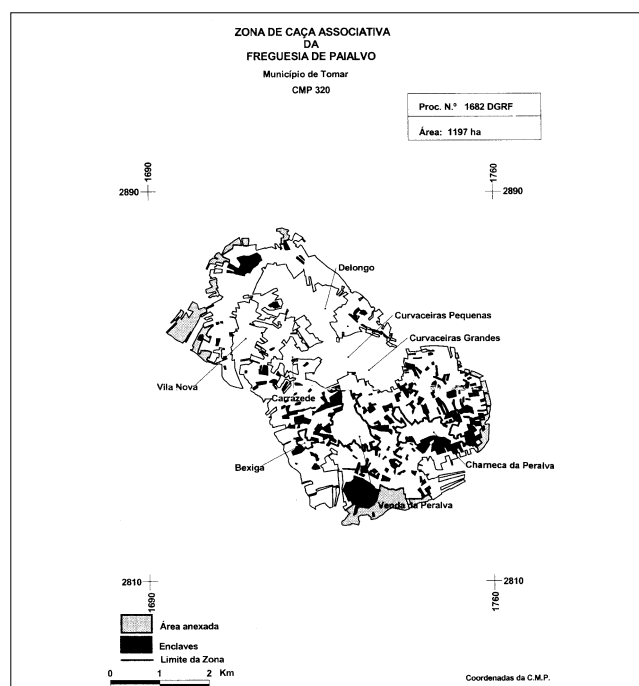 ZONA DE CAÇA ASSOCIATIVA
DA
FREGUESIA DE PAIALVO
Município de Tomar
CMP 320
Proc. N.º 1682 DGRF
Área: 1197 ha
1690
1760
2890
2890
Delongo
Curvaceiras Pequenas
Curvaceiras Grandes
Vila Nova
Carrazede
Bexiga
Charneca da Peralva
Venda da Peralva
2810
2810
1690
1760
Área anexada
Enclaves
Limite da Zona
0 1 2 Km
Coordenadas da C.M.P.